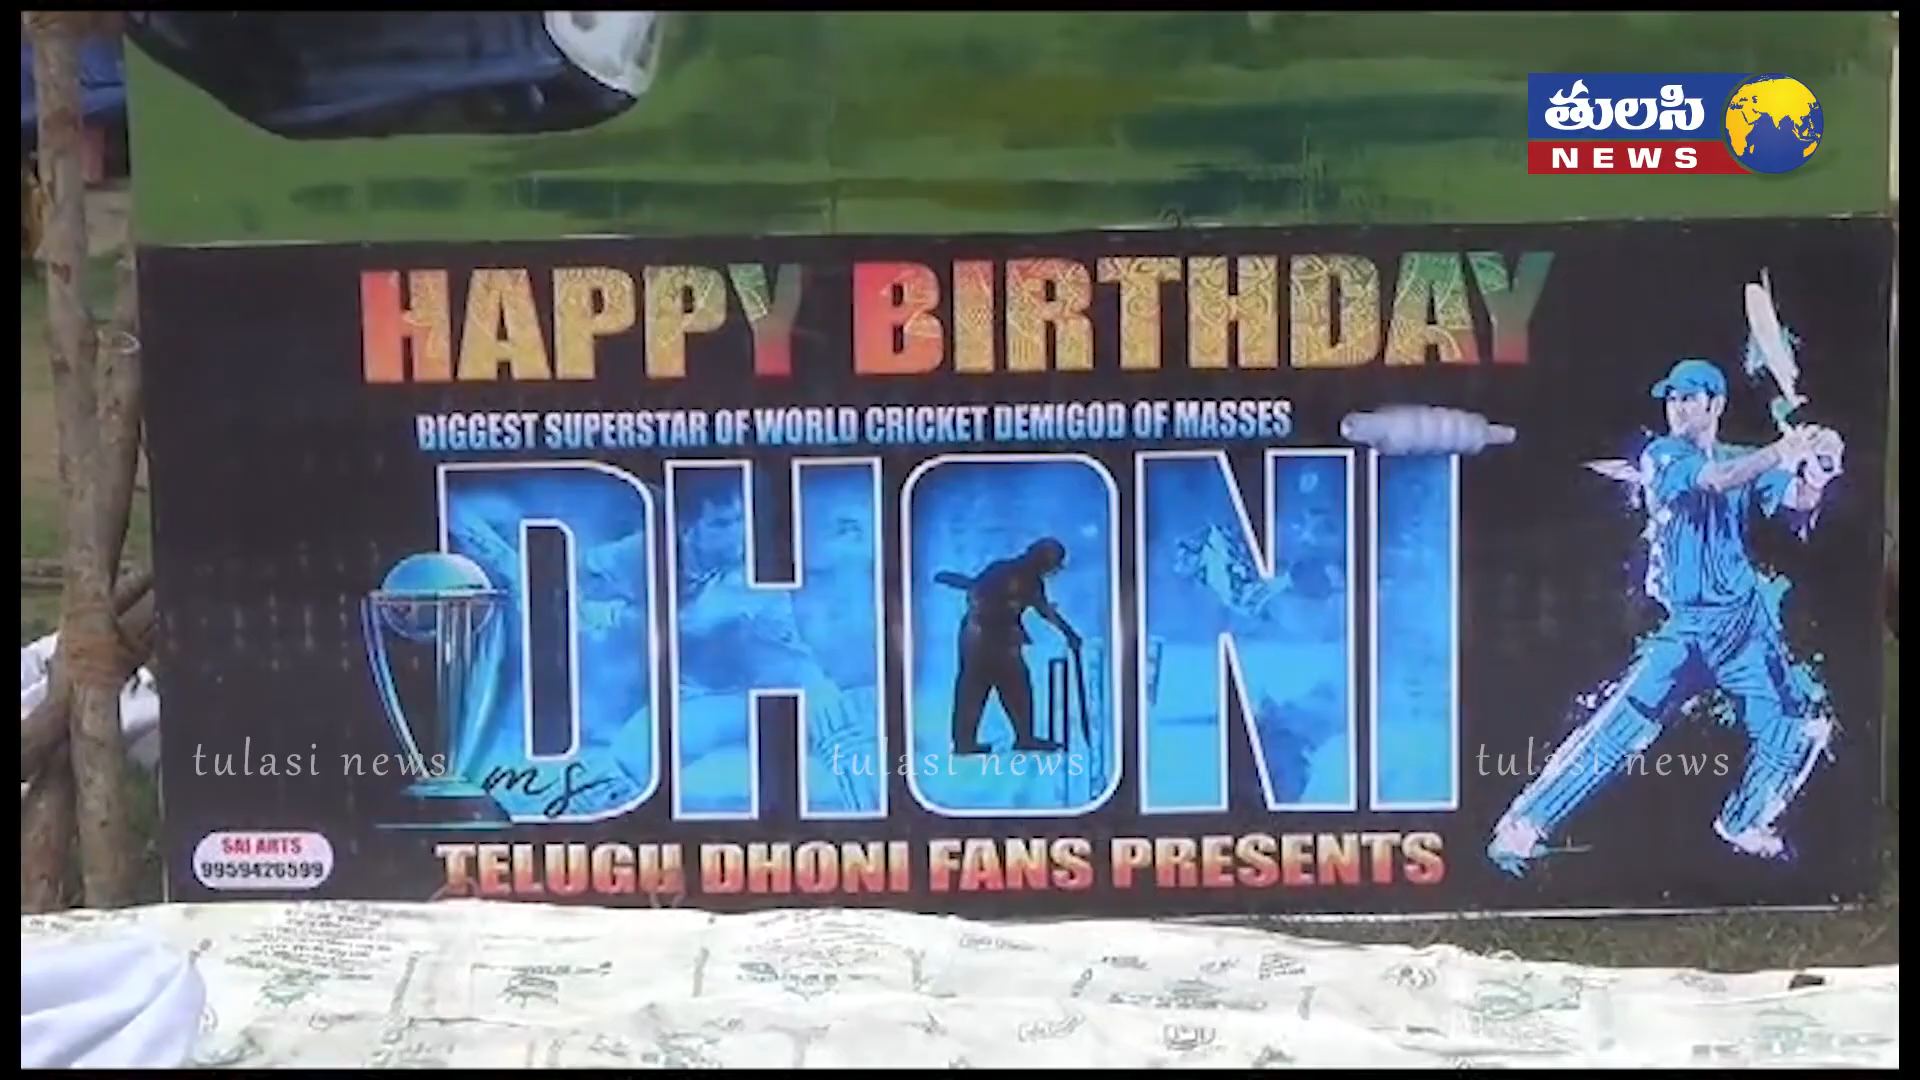 తులసి
NEWS
HAPPY BIRTHDAY
BIGGEST SUPERSTAR OF WORLD CRICKET DEMIGOD OF MASSES
DHONI
tulasi news tulasi news tulasi news
ms
SAI ARTS
9959426599
TELUGU DHONI FANS PRESENTS